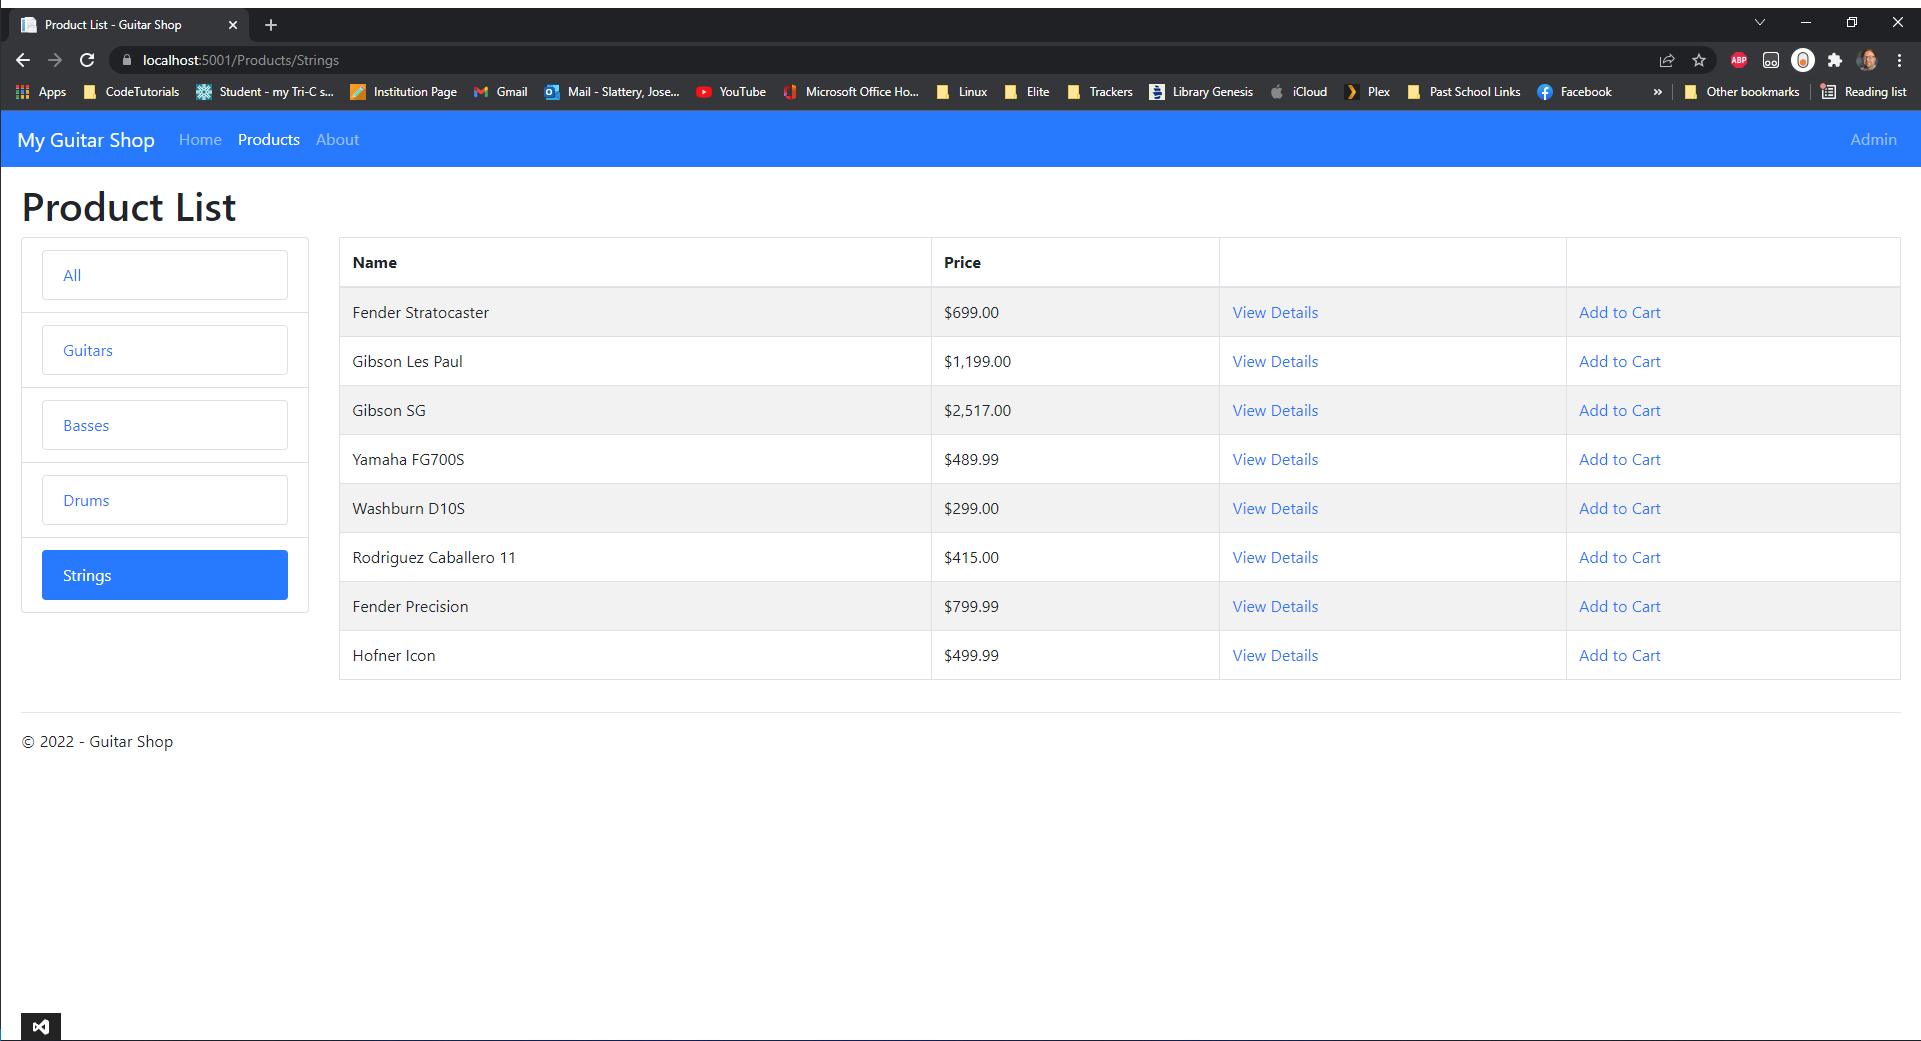 Product List - Guitar Shop
localhost:5001/Products/Strings
ABP
Apps CodeTutorials Student - my Tri-C s... Institution Page Gmail Mail - Slattery, Jose... YouTube Microsoft Office Ho... Linux Elite Trackers Library Genesis iCloud Plex Past School Links Facebook » Other bookmarks Reading list
My Guitar Shop Home Products About Admin
Product List
All
Guitars
Basses
Drums
Strings
Name Price
Fender Stratocaster $699.00 View Details Add to Cart
Gibson Les Paul $1,199.00 View Details Add to Cart
Gibson SG $2,517.00 View Details Add to Cart
Yamaha FG700S $489.99 View Details Add to Cart
Washburn D10S $299.00 View Details Add to Cart
Rodriguez Caballero 11 $415.00 View Details Add to Cart
Fender Precision $799.99 View Details Add to Cart
Hofner Icon $499.99 View Details Add to Cart
© 2022 - Guitar Shop